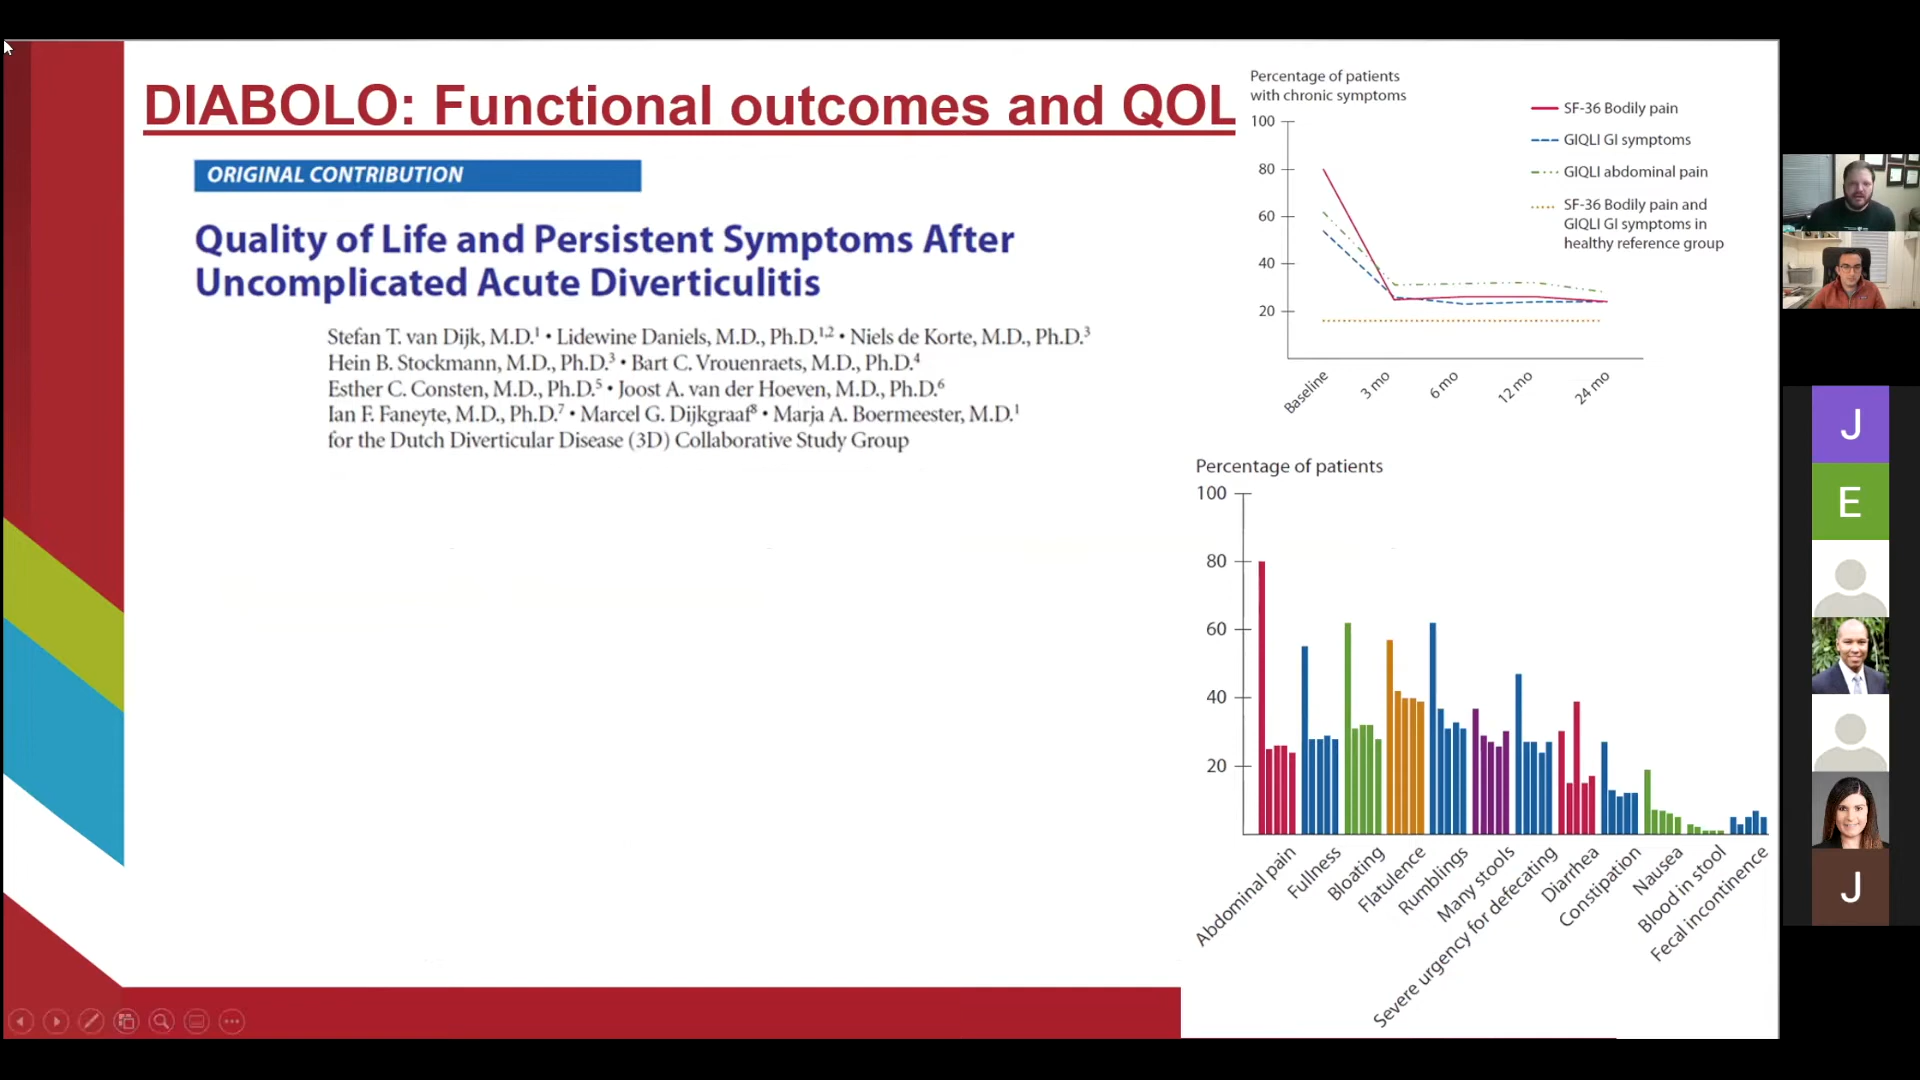 DIABOLO: Functional outcomes and QOL
ORIGINAL CONTRIBUTION
Quality of Life and Persistent Symptoms After
Uncomplicated Acute Diverticulitis
Stefan T. van Dijk, M.D.¹ • Lidewine Daniels, M.D., Ph.D.¹,² • Niels de Korte, M.D., Ph.D.³
Hein B. Stockmann, M.D., Ph.D.³ • Bart C. Vrouenraets, M.D., Ph.D.⁴
Esther C. Consten, M.D., Ph.D.⁵ • Joost A. van der Hoeven, M.D., Ph.D.⁶
Ian F. Faneyte, M.D., Ph.D.⁷ • Marcel G. Dijkgraaf⁸ • Marja A. Boermeester, M.D.¹
for the Dutch Diverticular Disease (3D) Collaborative Study Group
Percentage of patients
with chronic symptoms
100
80
60
40
20
Baseline
3 mo
6 mo
12 mo
24 mo
SF-36 Bodily pain
GIQLI GI symptoms
GIQLI abdominal pain
SF-36 Bodily pain and
GIQLI GI symptoms in
healthy reference group
Percentage of patients
100
80
60
40
20
Abdominal pain
Fullness
Bloating
Flatulence
Rumblings
Many stools
Severe urgency for defecating
Diarrhea
Constipation
Nausea
Blood in stool
Fecal incontinence
J
E
J